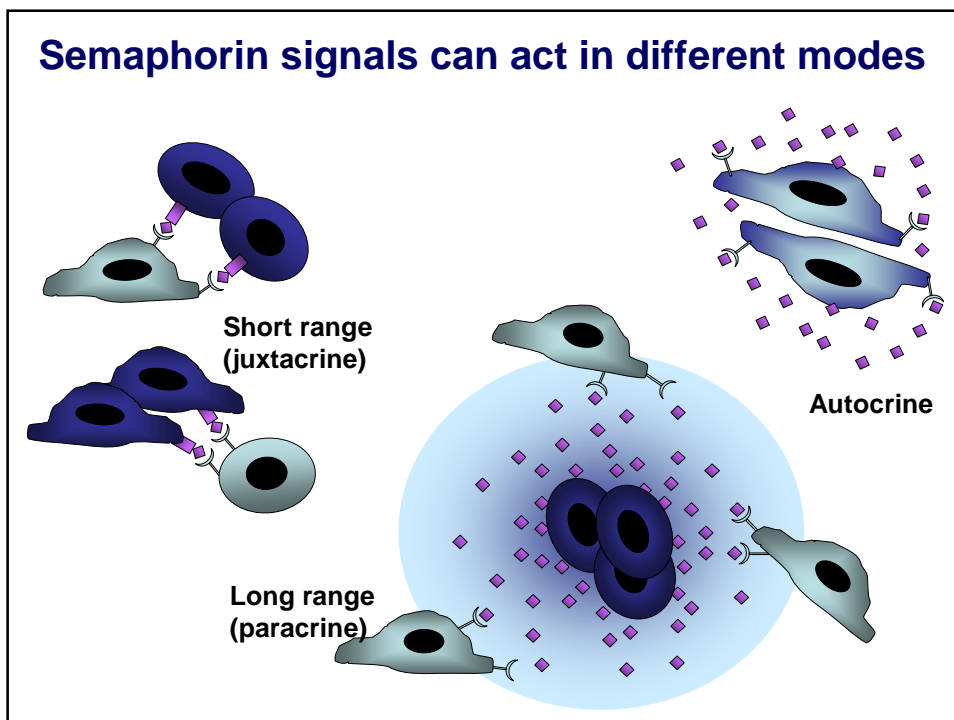 Semaphorin signals can act in different modes
Short range
(juxtacrine)
Autocrine
Long range
(paracrine)